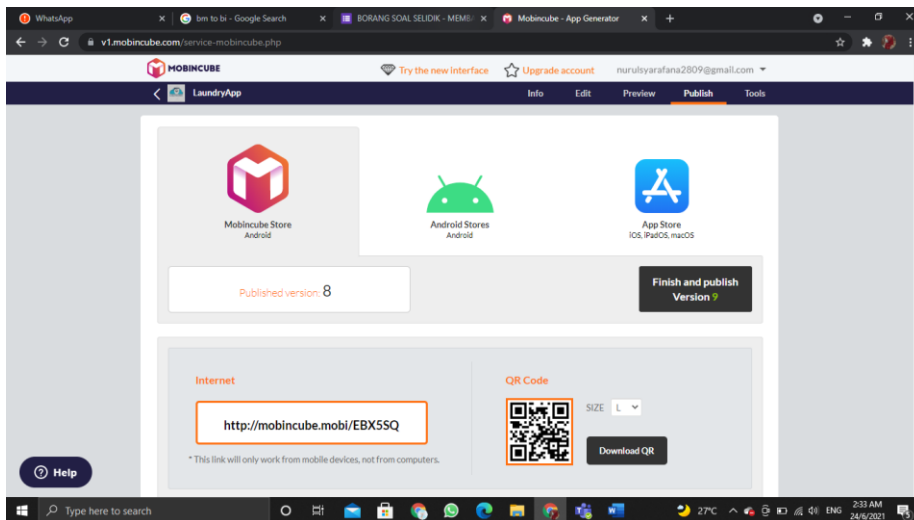 WhatsApp
bm to bi - Google Search
BORANG SOAL SELIDIK - MEMBA
Mobincube - App Generator
v1.mobincube.com/service-mobincube.php
MOBINCUBE
Try the new interface
Upgrade account
nurulsyarafana2809@gmail.com
LaundryApp
Info
Edit
Preview
Publish
Tools
Mobincube Store
Android
Android Stores
Android
App Store
iOS, iPadOS, macOS
Published version: 8
Finish and publish
Version 9
Internet
http://mobincube.mobi/EBX5SQ
* This link will only work from mobile devices, not from computers.
QR Code
SIZE
L
Download QR
Help
Type here to search
27°C
ENG
2:33 AM
24/6/2021